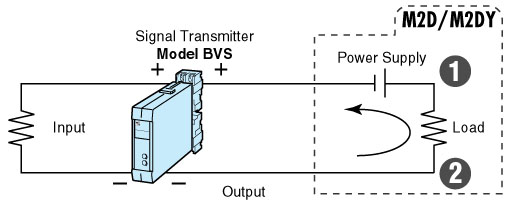 M2D/M2DY
Signal Transmitter
Model BVS
+ +
Power Supply
1
Input
Load
2
– –
Output